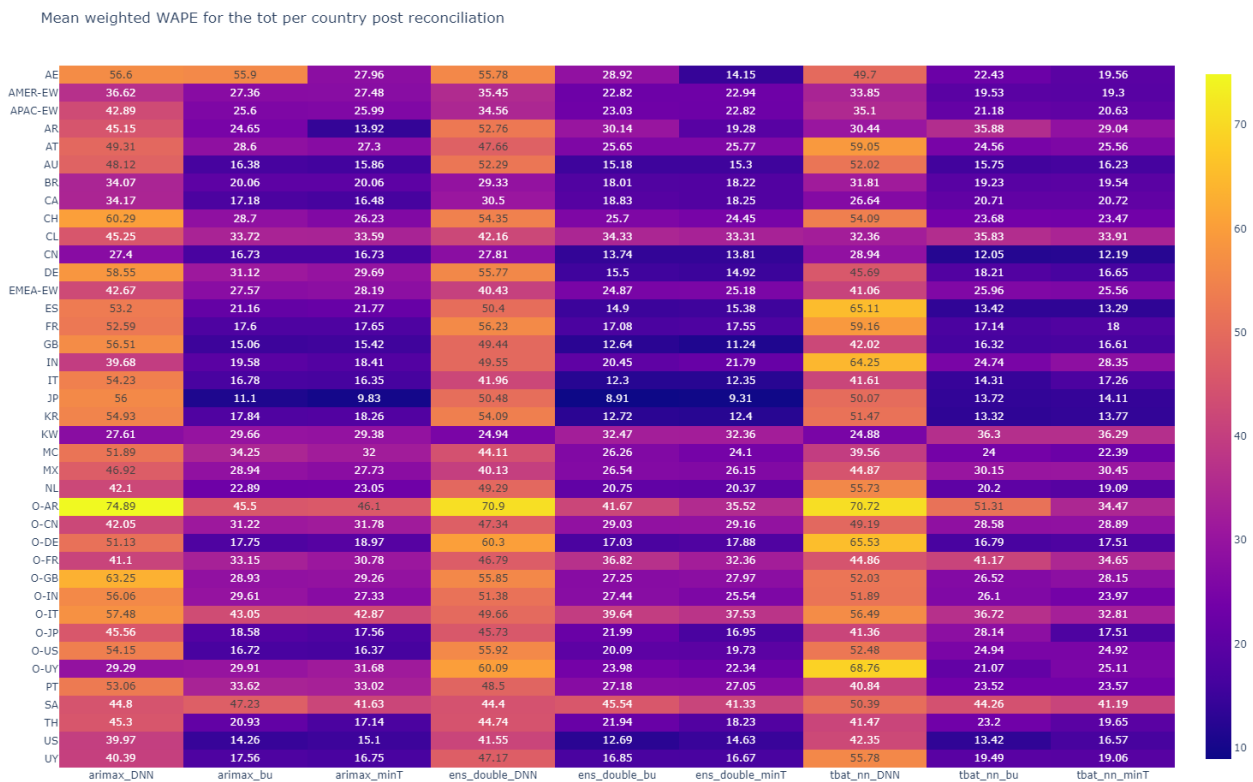 Mean weighted WAPE for the tot per country post reconciliation
AE 56.6 55.9 27.96 55.78 28.92 14.15 49.7 22.43 19.56
AMER-EW 36.62 27.36 27.48 35.45 22.82 22.94 33.85 19.53 19.3
APAC-EW 42.89 25.6 25.99 34.56 23.03 22.82 35.1 21.18 20.63
AR 45.15 24.65 13.92 52.76 30.14 19.28 30.44 35.88 29.04
AT 49.31 28.6 27.3 47.66 25.65 25.77 59.05 24.56 25.56
AU 48.12 16.38 15.86 52.29 15.18 15.3 52.02 15.75 16.23
BR 34.07 20.06 20.06 29.33 18.01 18.22 31.81 19.23 19.54
CA 34.17 17.18 16.48 30.5 18.83 18.25 26.64 20.71 20.72
CH 60.29 28.7 26.23 54.35 25.7 24.45 54.09 23.68 23.47
CL 45.25 33.72 33.59 42.16 34.33 33.31 32.36 35.83 33.91
CN 27.4 16.73 16.73 27.81 13.74 13.81 28.94 12.05 12.19
DE 58.55 31.12 29.69 55.77 15.5 14.92 45.69 18.21 16.65
EMEA-EW 42.67 27.57 28.19 40.43 24.87 25.18 41.06 25.96 25.56
ES 53.2 21.16 21.77 50.4 14.9 15.38 65.11 13.42 13.29
FR 52.59 17.6 17.65 56.23 17.08 17.55 59.16 17.14 18
GB 56.51 15.06 15.42 49.44 12.64 11.24 42.02 16.32 16.61
IN 39.68 19.58 18.41 49.55 20.45 21.79 64.25 24.74 28.35
IT 54.23 16.78 16.35 41.96 12.3 12.35 41.61 14.31 17.26
JP 56 11.1 9.83 50.48 8.91 9.31 50.07 13.72 14.11
KR 54.93 17.84 18.26 54.09 12.72 12.4 51.47 13.32 13.77
KW 27.61 29.66 29.38 24.94 32.47 32.36 24.88 36.3 36.29
MC 51.89 34.25 32 44.11 26.26 24.1 39.56 24 22.39
MX 46.92 28.94 27.73 40.13 26.54 26.15 44.87 30.15 30.45
NL 42.1 22.89 23.05 49.29 20.75 20.37 55.73 20.2 19.09
O-AR 74.89 45.5 46.1 70.9 41.67 35.52 70.72 51.31 34.47
O-CN 42.05 31.22 31.78 47.34 29.03 29.16 49.19 28.58 28.89
O-DE 51.13 17.75 18.97 60.3 17.03 17.88 65.53 16.79 17.51
O-FR 41.1 33.15 30.78 46.79 36.82 32.36 44.86 41.17 34.65
O-GB 63.25 28.93 29.26 55.85 27.25 27.97 52.03 26.52 28.15
O-IN 56.06 29.61 27.33 51.38 27.44 25.54 51.89 26.1 23.97
O-IT 57.48 43.05 42.87 49.66 39.64 37.53 56.49 36.72 32.81
O-JP 45.56 18.58 17.56 45.73 21.99 16.95 41.36 28.14 17.51
O-US 54.15 16.72 16.37 55.92 20.09 19.73 52.48 24.94 24.92
O-UY 29.29 29.91 31.68 60.09 23.98 22.34 68.76 21.07 25.11
PT 53.06 33.62 33.02 48.5 27.18 27.05 40.84 23.52 23.57
SA 44.8 47.23 41.63 44.4 45.54 41.33 50.39 44.26 41.19
TH 45.3 20.93 17.14 44.74 21.94 18.23 41.47 23.2 19.65
US 39.97 14.26 15.1 41.55 12.69 14.63 42.35 13.42 16.57
UY 40.39 17.56 16.75 47.17 16.85 16.67 55.78 19.49 19.06
arimax_DNN arimax_bu arimax_minT ens_double_DNN ens_double_bu ens_double_minT tbat_nn_DNN tbat_nn_bu tbat_nn_minT
70
60
50
40
30
20
10